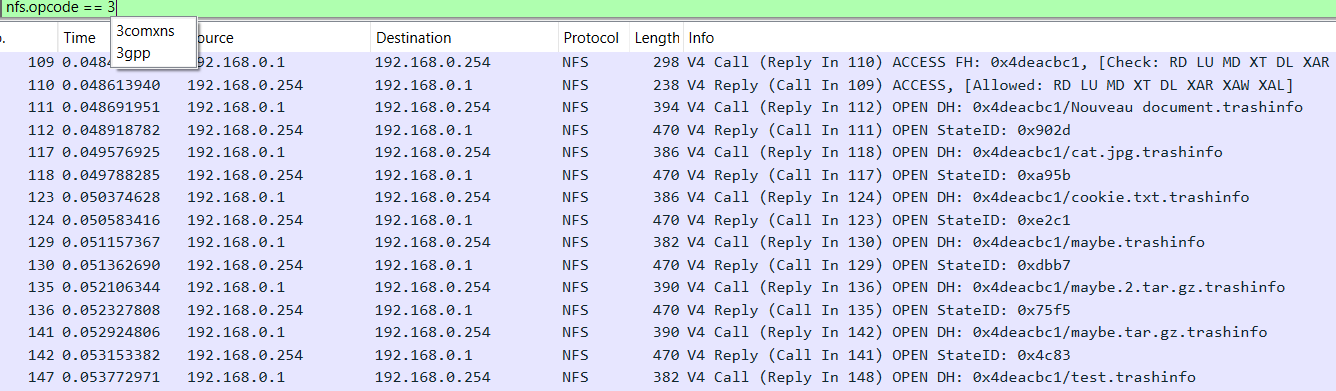 nfs.opcode == 3
3comxns
3gpp
Time ource Destination Protocol Length Info
109 0.0484 192.168.0.1 192.168.0.254 NFS 298 V4 Call (Reply In 110) ACCESS FH: 0x4deacbc1, [Check: RD LU MD XT DL XAR
110 0.048613940 192.168.0.254 192.168.0.1 NFS 238 V4 Reply (Call In 109) ACCESS, [Allowed: RD LU MD XT DL XAR XAW XAL]
111 0.048691951 192.168.0.1 192.168.0.254 NFS 394 V4 Call (Reply In 112) OPEN DH: 0x4deacbc1/Nouveau document.trashinfo
112 0.048918782 192.168.0.254 192.168.0.1 NFS 470 V4 Reply (Call In 111) OPEN StateID: 0x902d
117 0.049576925 192.168.0.1 192.168.0.254 NFS 386 V4 Call (Reply In 118) OPEN DH: 0x4deacbc1/cat.jpg.trashinfo
118 0.049788285 192.168.0.254 192.168.0.1 NFS 470 V4 Reply (Call In 117) OPEN StateID: 0xa95b
123 0.050374628 192.168.0.1 192.168.0.254 NFS 386 V4 Call (Reply In 124) OPEN DH: 0x4deacbc1/cookie.txt.trashinfo
124 0.050583416 192.168.0.254 192.168.0.1 NFS 470 V4 Reply (Call In 123) OPEN StateID: 0xe2c1
129 0.051157367 192.168.0.1 192.168.0.254 NFS 382 V4 Call (Reply In 130) OPEN DH: 0x4deacbc1/maybe.trashinfo
130 0.051362690 192.168.0.254 192.168.0.1 NFS 470 V4 Reply (Call In 129) OPEN StateID: 0xdbb7
135 0.052106344 192.168.0.1 192.168.0.254 NFS 390 V4 Call (Reply In 136) OPEN DH: 0x4deacbc1/maybe.2.tar.gz.trashinfo
136 0.052327808 192.168.0.254 192.168.0.1 NFS 470 V4 Reply (Call In 135) OPEN StateID: 0x75f5
141 0.052924806 192.168.0.1 192.168.0.254 NFS 390 V4 Call (Reply In 142) OPEN DH: 0x4deacbc1/maybe.tar.gz.trashinfo
142 0.053153382 192.168.0.254 192.168.0.1 NFS 470 V4 Reply (Call In 141) OPEN StateID: 0x4c83
147 0.053772971 192.168.0.1 192.168.0.254 NFS 382 V4 Call (Reply In 148) OPEN DH: 0x4deacbc1/test.trashinfo